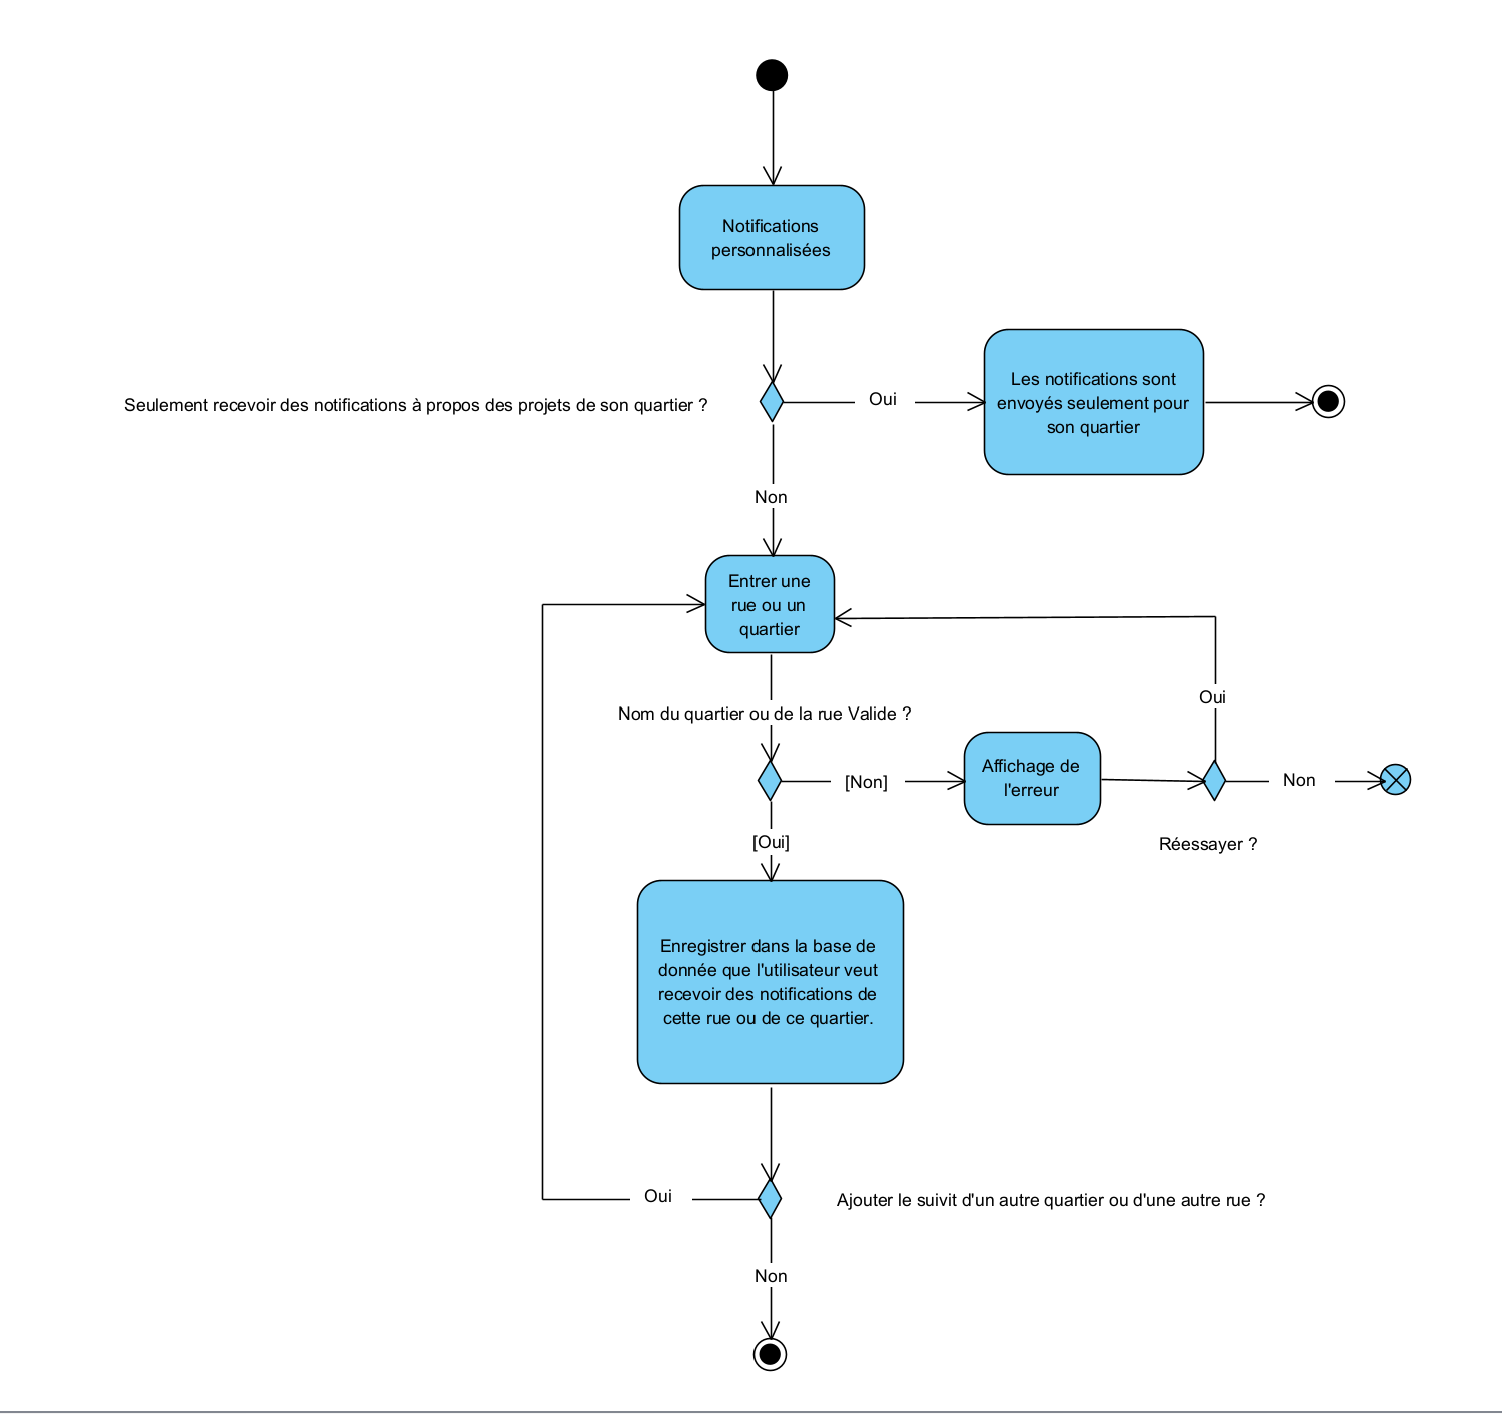 Notifications
personnalisées
Les notifications sont
envoyés seulement pour
son quartier
Seulement recevoir des notifications à propos des projets de son quartier ?
Oui
Non
Entrer une
rue ou un
quartier
Oui
Nom du quartier ou de la rue Valide ?
Affichage de
l'erreur
[Non]
Non
Réessayer ?
[Oui]
Enregistrer dans la base de
donnée que l'utilisateur veut
recevoir des notifications de
cette rue ou de ce quartier.
Oui
Ajouter le suivit d'un autre quartier ou d'une autre rue ?
Non